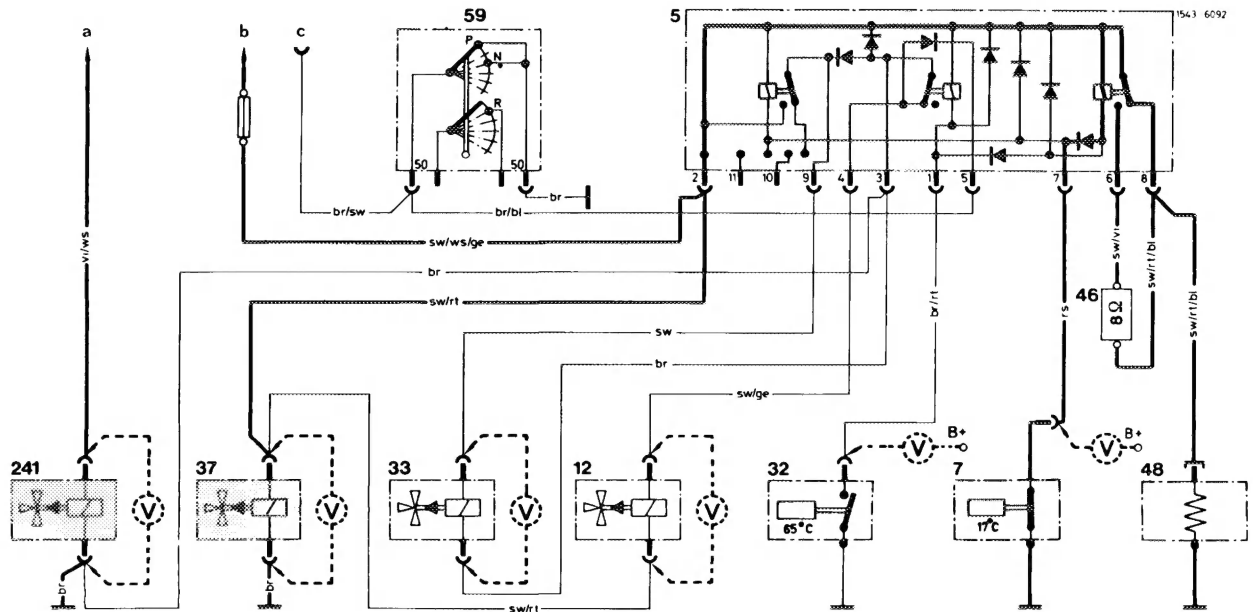 a
b
c
59
5
1543 6092
P
N
R
50
50
2
11
10
9
4
3
1
5
7
6
8
br/sw
br/bl
br
sw/ws/ge
vi/ws
br
sw/rt
br/rt
rs
sw/vi
sw/rt/bl
sw/rt/bl
46
8 Ω
sw
br
sw/ge
V
B+
V
B+
241
37
33
12
32
7
48
V
V
V
V
65°C
17°C
br
br
sw/rt